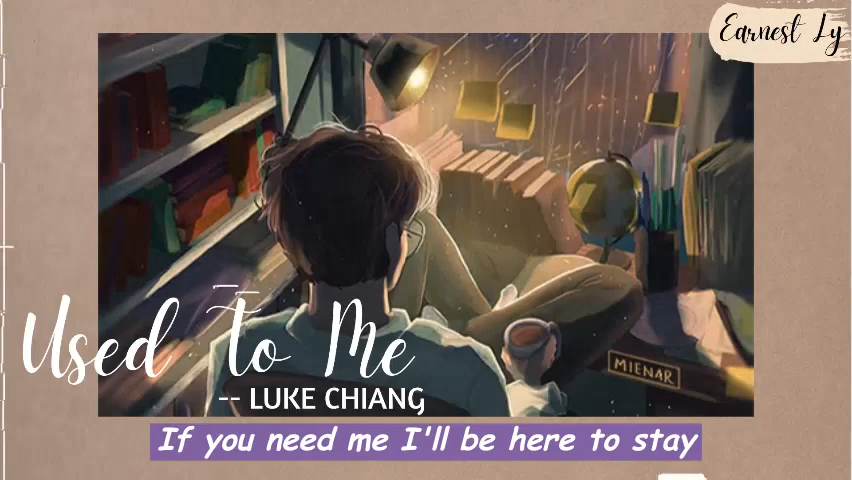 Earnest Ly
MIENAR
Used To Me
-- LUKE CHIANG
If you need me I'll be here to stay